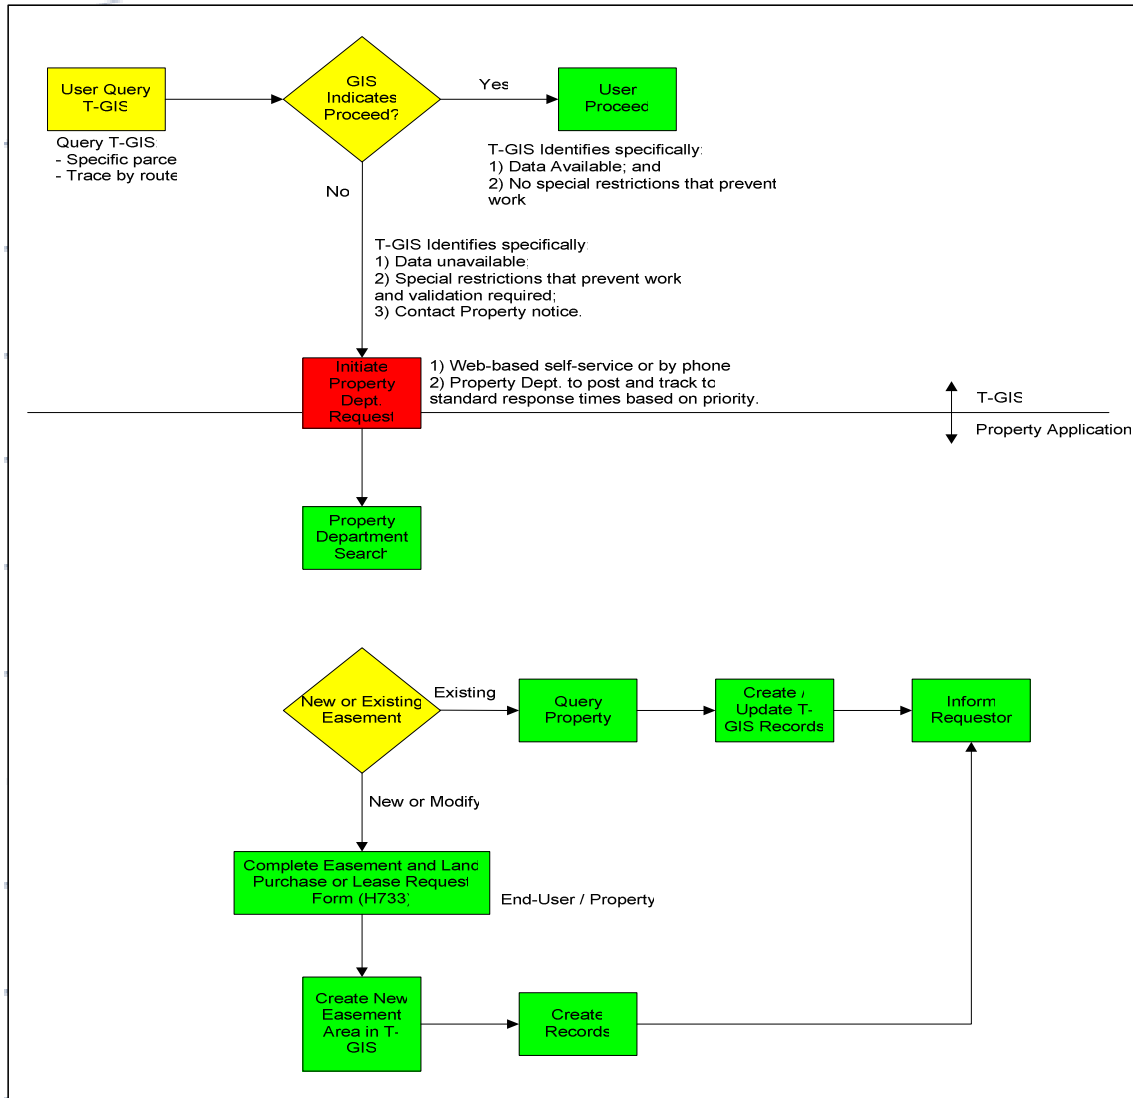 User Query
T-GIS
GIS
Indicates
Proceed?
Yes
User
Proceed
Query T-GIS:
- Specific parce
- Trace by route
T-GIS Identifies specifically:
1) Data Available; and
2) No special restrictions that prevent
work
No
T-GIS Identifies specifically:
1) Data unavailable;
2) Special restrictions that prevent work
and validation required;
3) Contact Property notice.
Initiate
Property
Dept.
Request
1) Web-based self-service or by phone
2) Property Dept. to post and track to
standard response times based on priority.
T-GIS
Property Application
Property
Department
Search
New or Existing
Easement
Existing
Query
Property
Create /
Update T-
GIS Records
Inform
Requestor
New or Modify
Complete Easement and Land
Purchase or Lease Request
Form (H733)
End-User / Property
Create New
Easement
Area in T-
GIS
Create
Records